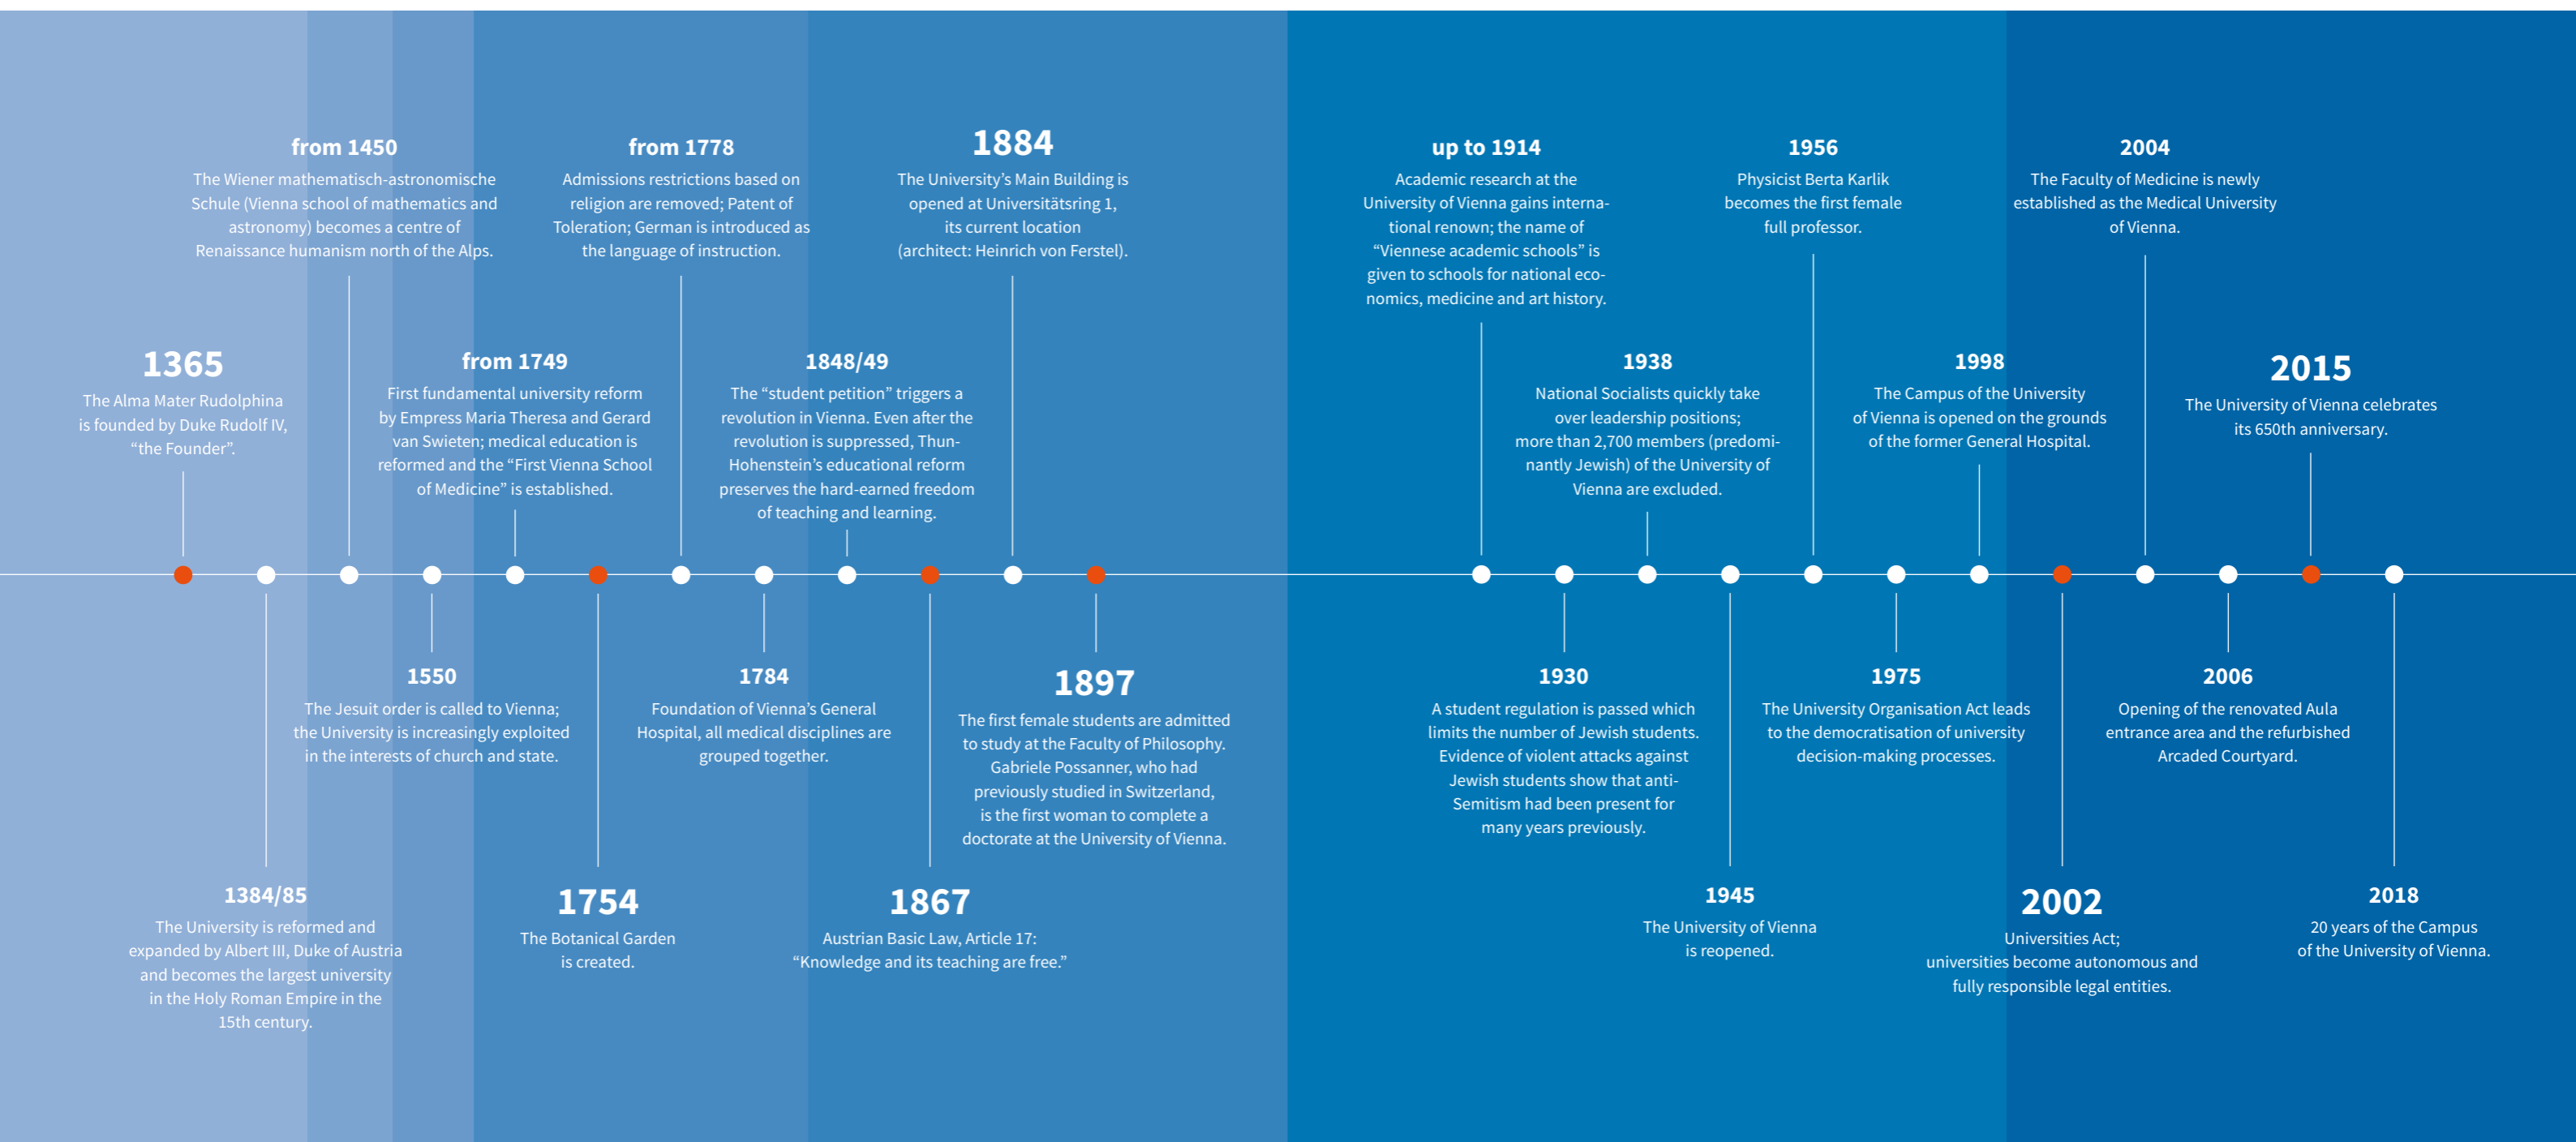 1365
The Alma Mater Rudolphina
is founded by Duke Rudolf IV,
“the Founder”.
1384/85
The University is reformed and
expanded by Albert III, Duke of Austria
and becomes the largest university
in the Holy Roman Empire in the
15th century.
from 1450
The Wiener mathematisch-astronomische
Schule (Vienna school of mathematics and
astronomy) becomes a centre of
Renaissance humanism north of the Alps.
1550
The Jesuit order is called to Vienna;
the University is increasingly exploited
in the interests of church and state.
from 1749
First fundamental university reform
by Empress Maria Theresa and Gerard
van Swieten; medical education is
reformed and the “First Vienna School
of Medicine” is established.
1754
The Botanical Garden
is created.
from 1778
Admissions restrictions based on
religion are removed; Patent of
Toleration; German is introduced as
the language of instruction.
1784
Foundation of Vienna’s General
Hospital, all medical disciplines are
grouped together.
1848/49
The “student petition” triggers a
revolution in Vienna. Even after the
revolution is suppressed, Thun-
Hohenstein’s educational reform
preserves the hard-earned freedom
of teaching and learning.
1867
Austrian Basic Law, Article 17:
“Knowledge and its teaching are free.”
1884
The University’s Main Building is
opened at Universitätsring 1,
its current location
(architect: Heinrich von Ferstel).
1897
The first female students are admitted
to study at the Faculty of Philosophy.
Gabriele Possanner, who had
previously studied in Switzerland,
is the first woman to complete a
doctorate at the University of Vienna.
up to 1914
Academic research at the
University of Vienna gains interna-
tional renown; the name of
“Viennese academic schools” is
given to schools for national eco-
nomics, medicine and art history.
1930
A student regulation is passed which
limits the number of Jewish students.
Evidence of violent attacks against
Jewish students show that anti-
Semitism had been present for
many years previously.
1938
National Socialists quickly take
over leadership positions;
more than 2,700 members (predomi-
nantly Jewish) of the University of
Vienna are excluded.
1945
The University of Vienna
is reopened.
1956
Physicist Berta Karlik
becomes the first female
full professor.
1975
The University Organisation Act leads
to the democratisation of university
decision-making processes.
1998
The Campus of the University
of Vienna is opened on the grounds
of the former General Hospital.
2002
Universities Act;
universities become autonomous and
fully responsible legal entities.
2004
The Faculty of Medicine is newly
established as the Medical University
of Vienna.
2006
Opening of the renovated Aula
entrance area and the refurbished
Arcaded Courtyard.
2015
The University of Vienna celebrates
its 650th anniversary.
2018
20 years of the Campus
of the University of Vienna.